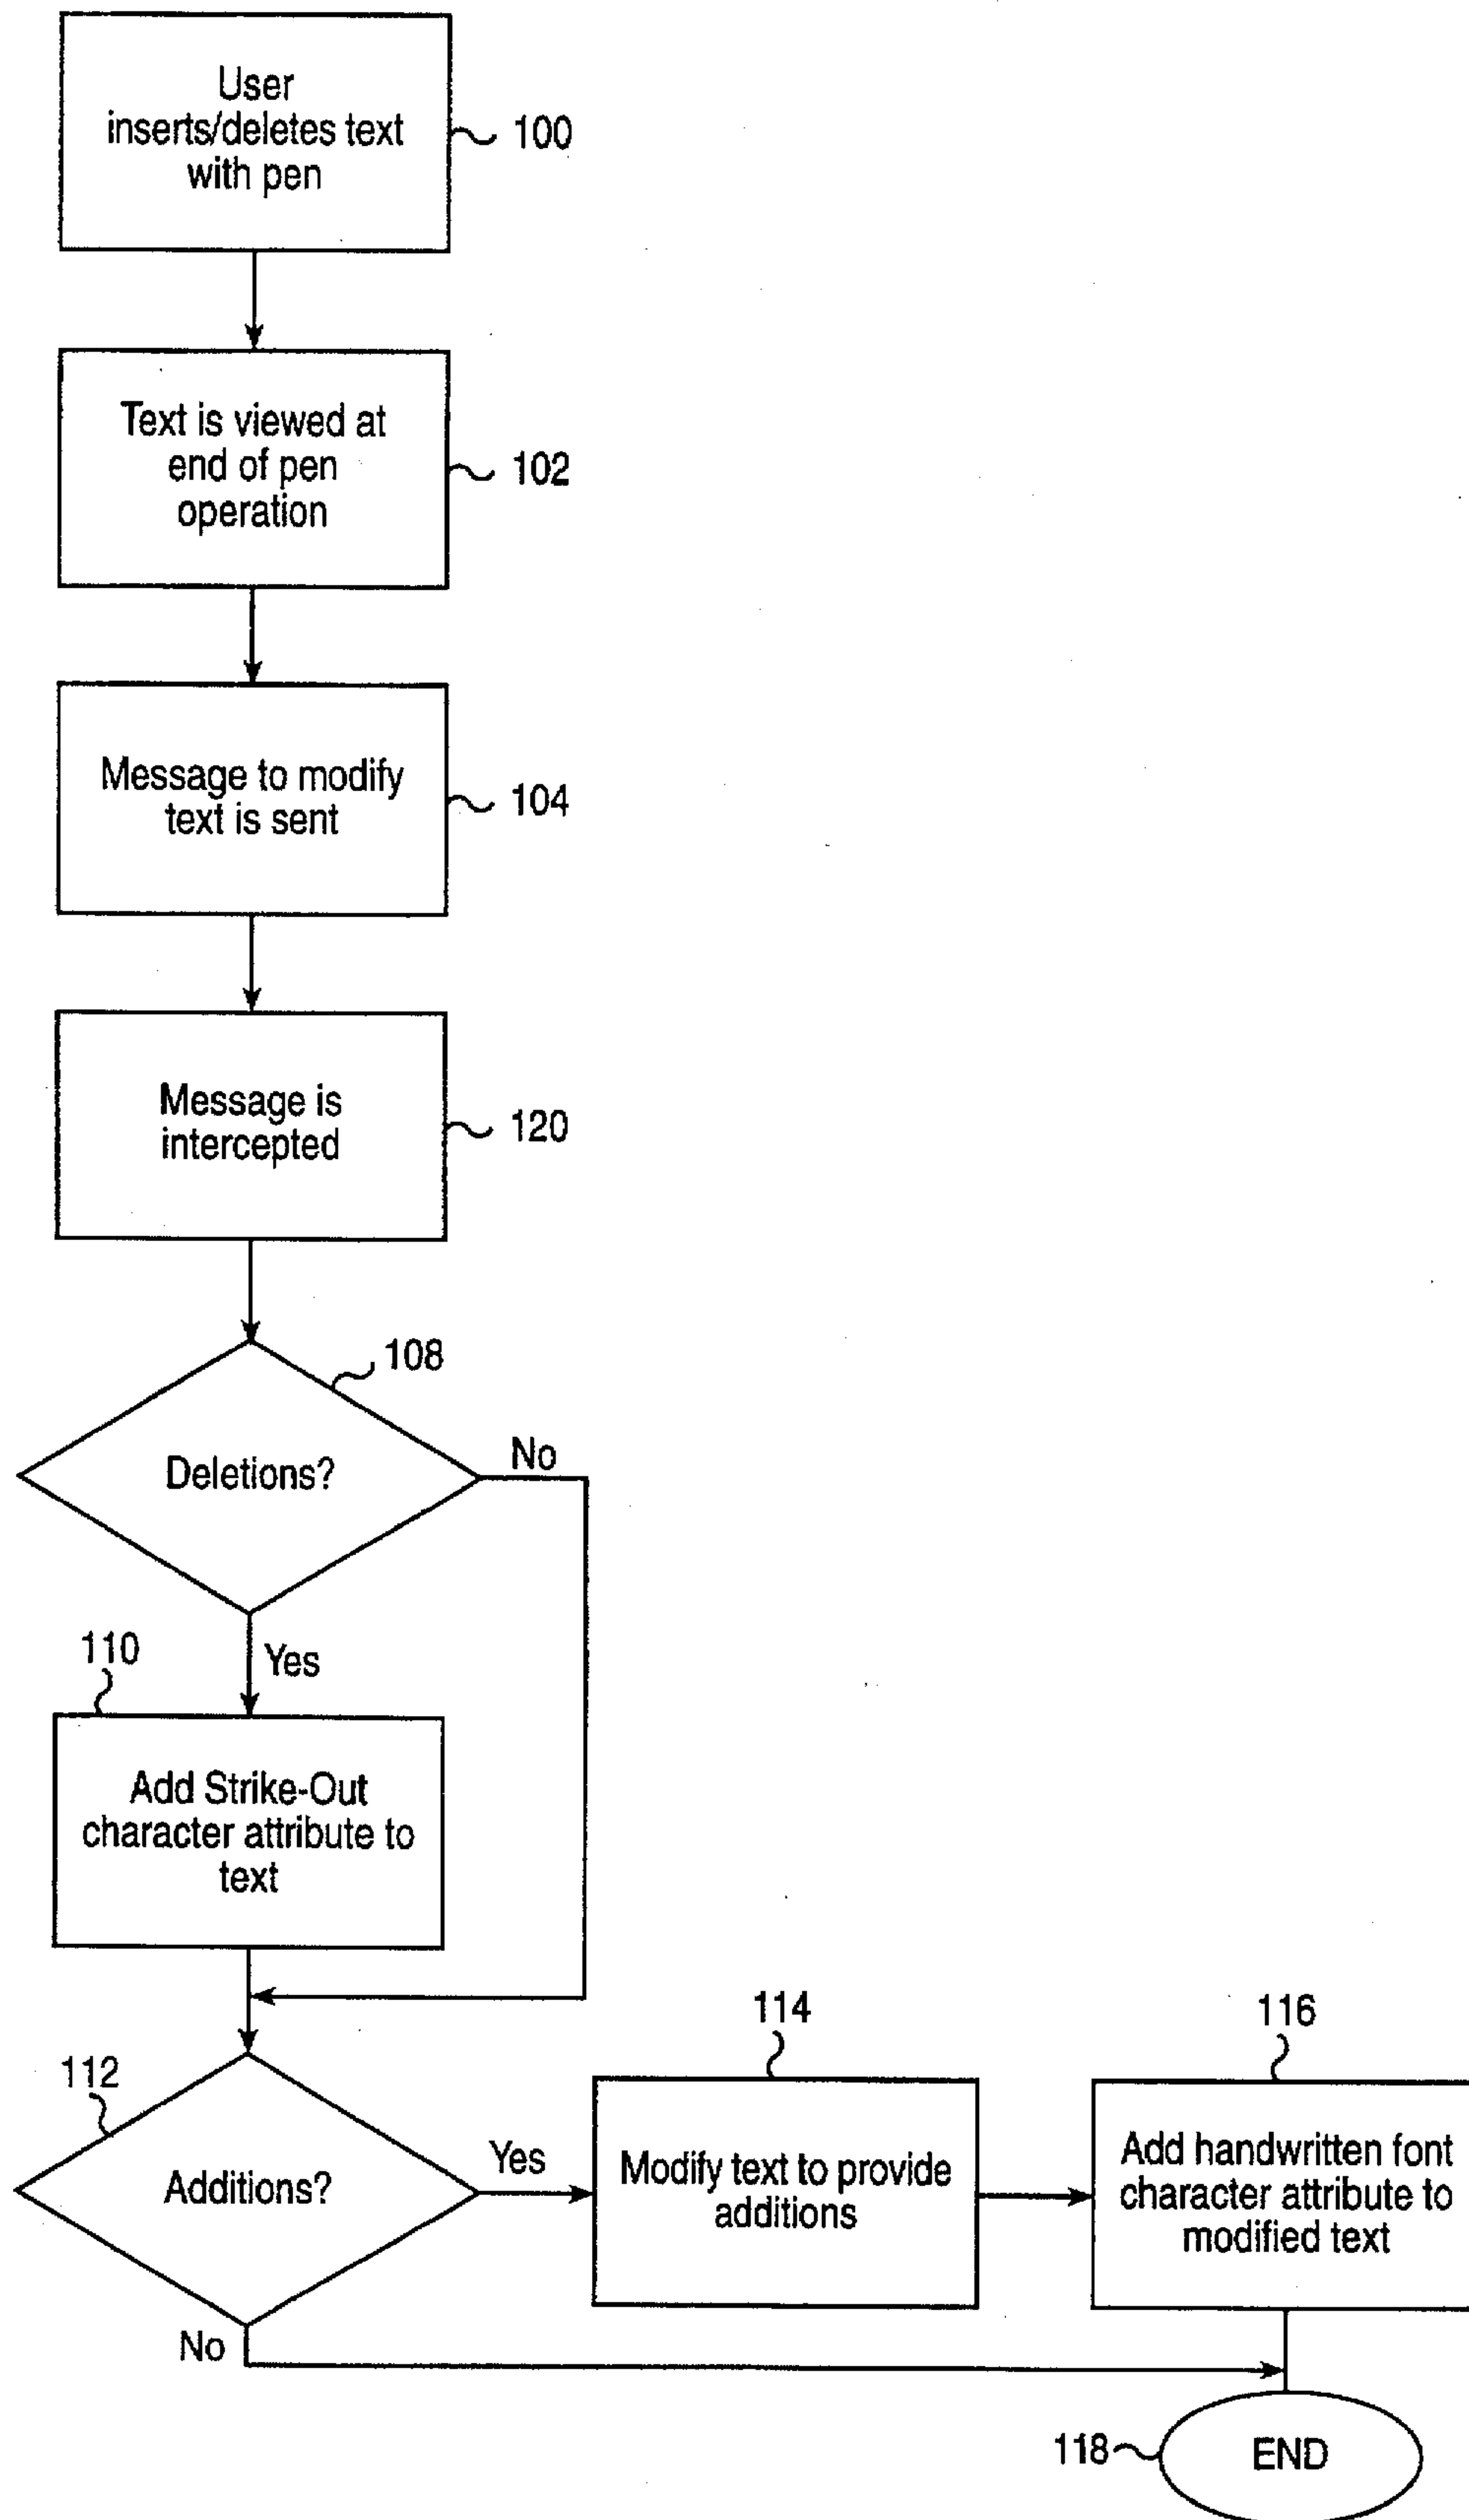 User
inserts/deletes text
with pen
100
Text is viewed at
end of pen
operation
102
Message to modify
text is sent
104
Message is
intercepted
120
108
Deletions?
No
Yes
110
Add Strike-Out
character attribute to
text
112
Additions?
Yes
No
114
Modify text to provide
additions
116
Add handwritten font
character attribute to
modified text
118
END